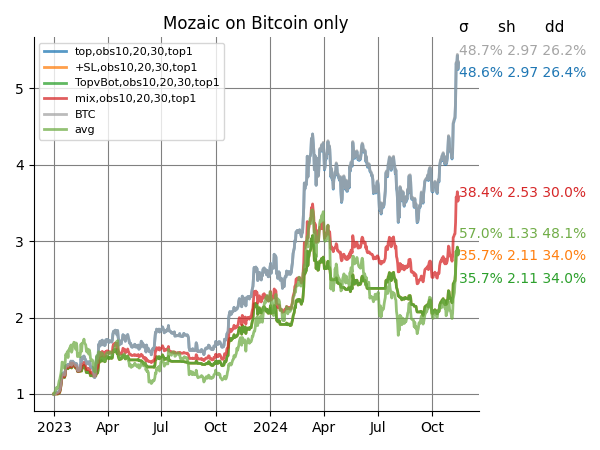 Mozaic on Bitcoin only
σ sh dd
top,obs10,20,30,top1
+SL,obs10,20,30,top1
TopvBot,obs10,20,30,top1
mix,obs10,20,30,top1
BTC
avg
48.7% 2.97 26.2%
48.6% 2.97 26.4%
38.4% 2.53 30.0%
57.0% 1.33 48.1%
35.7% 2.11 34.0%
35.7% 2.11 34.0%
5
4
3
2
1
2023 Apr Jul Oct 2024 Apr Jul Oct